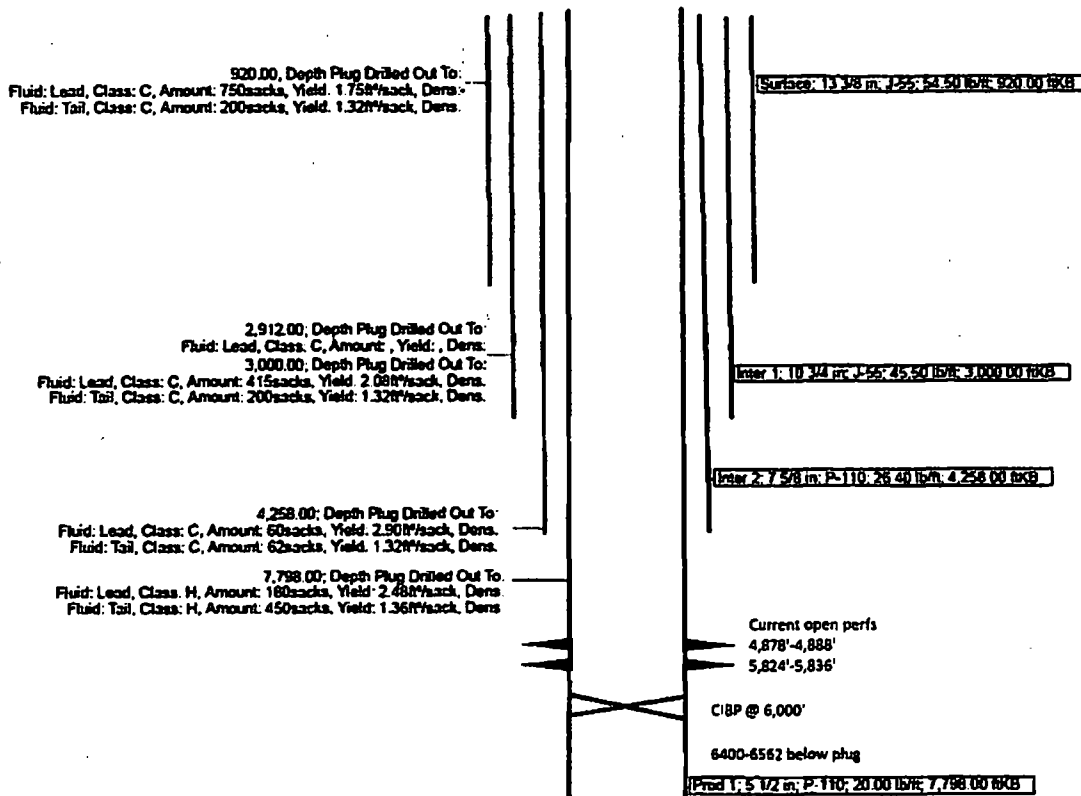 920.00, Depth Plug Drilled Out To:
Fluid: Lead, Class: C, Amount: 750sacks, Yield. 1.75ft³/sack, Dens:
Fluid: Tail, Class: C, Amount: 200sacks, Yield. 1.32ft³/sack, Dens.
Surface; 13 3/8 in; J-55; 54.50 lb/ft; 920.00 ftKB
2,912.00; Depth Plug Drilled Out To:
Fluid: Lead, Class. C, Amount: , Yield: , Dens:
3,000.00; Depth Plug Drilled Out To:
Fluid: Lead, Class: C, Amount: 415sacks, Yield. 2.08ft³/sack, Dens.
Fluid: Tail, Class: C, Amount: 200sacks, Yield: 1.32ft³/sack, Dens.
Inter 1; 10 3/4 in; J-55; 45.50 lb/ft; 3,000.00 ftKB
Inter 2; 7 5/8 in; P-110; 26.40 lb/ft; 4,258.00 ftKB
4,258.00; Depth Plug Drilled Out To:
Fluid: Lead, Class: C, Amount: 60sacks, Yield. 2.90ft³/sack, Dens.
Fluid: Tail, Class: C, Amount: 62sacks, Yield. 1.32ft³/sack, Dens.
7,798.00; Depth Plug Drilled Out To.
Fluid: Lead, Class. H, Amount: 180sacks, Yield: 2.48ft³/sack, Dens
Fluid: Tail, Class: H, Amount: 450sacks, Yield: 1.36ft³/sack, Dens
Current open perfs
4,878'-4,888'
5,824'-5,836'
CIBP @ 6,000'
6400-6562 below plug
Prod 1; 5 1/2 in; P-110; 20.00 lb/ft; 7,798.00 ftKB